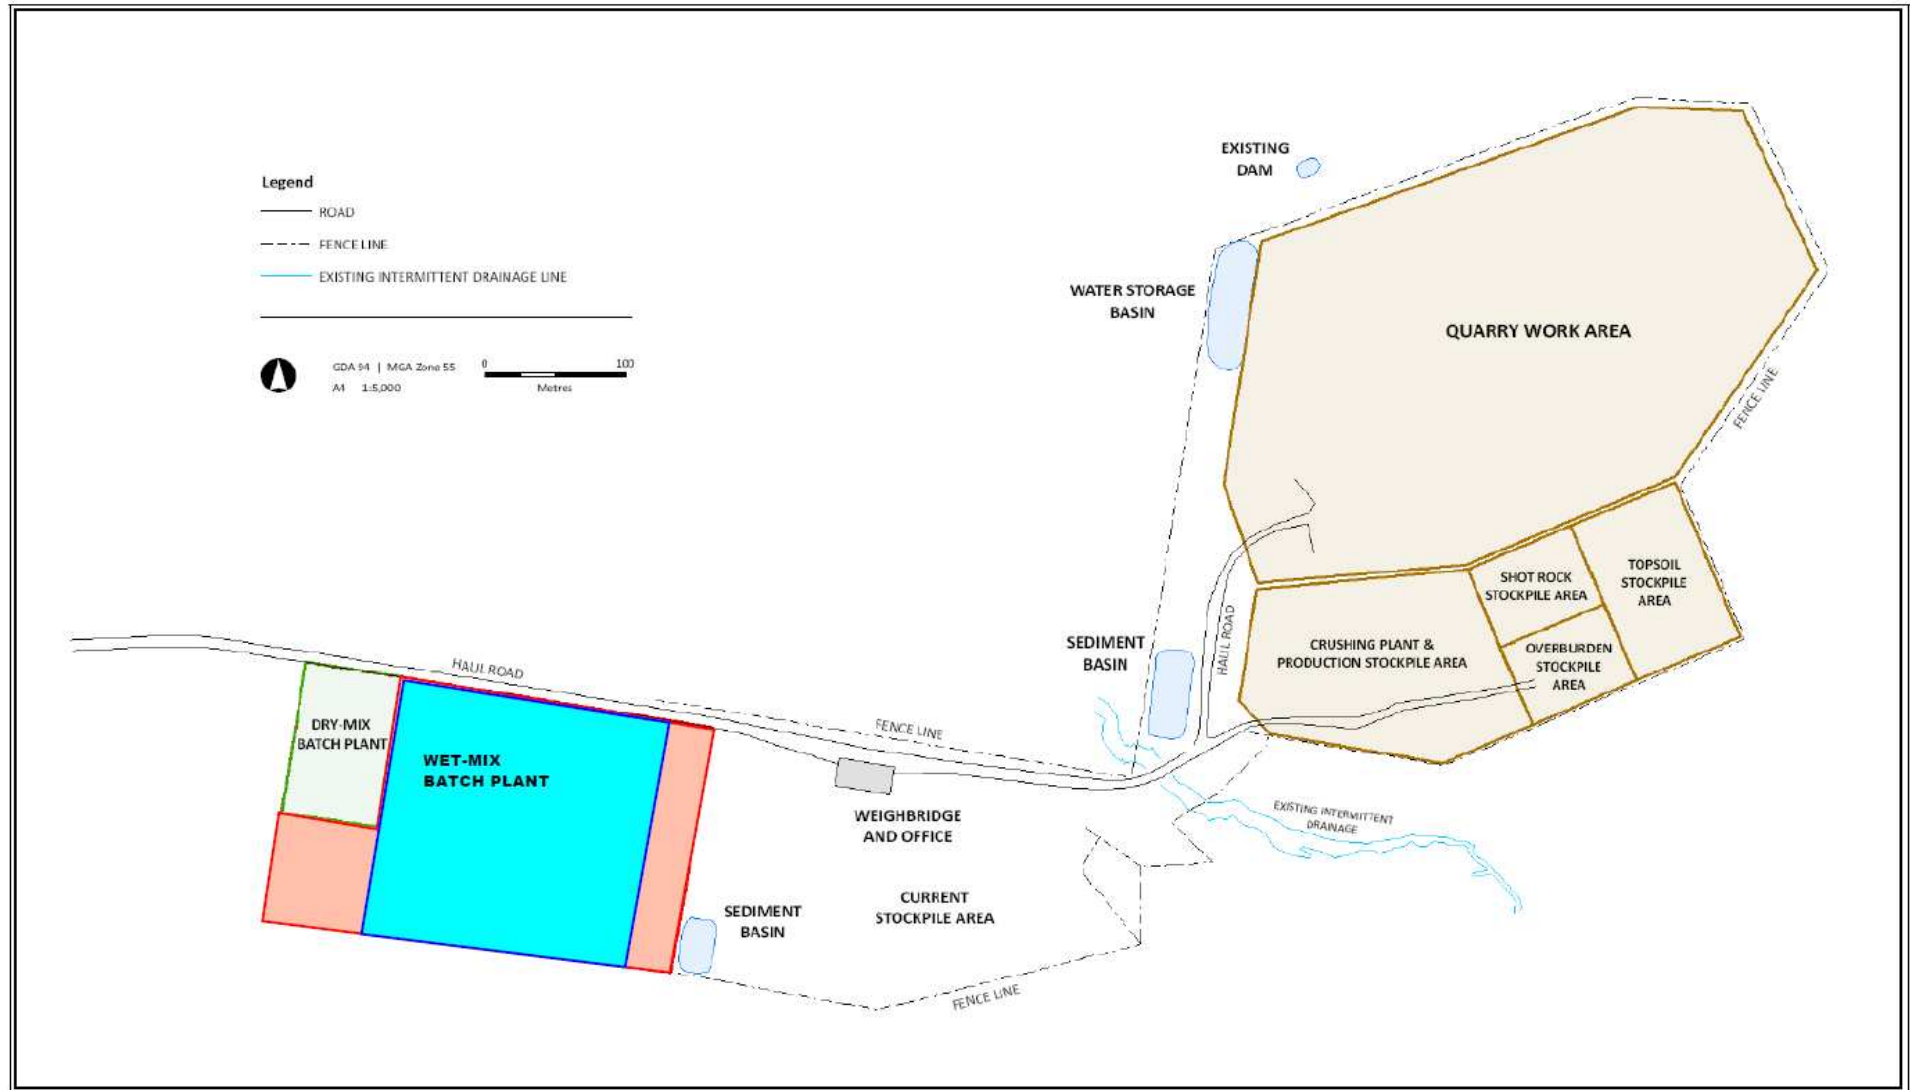 Legend
ROAD
FENCE LINE
EXISTING INTERMITTENT DRAINAGE LINE
GDA 94 | MGA Zone 55
A4 1:5,000
0 100
Metres
EXISTING
DAM
WATER STORAGE
BASIN
QUARRY WORK AREA
FENCE LINE
SHOT ROCK
STOCKPILE AREA
TOPSOIL
STOCKPILE
AREA
OVERBURDEN
STOCKPILE
AREA
CRUSHING PLANT &
PRODUCTION STOCKPILE AREA
HAUL ROAD
SEDIMENT
BASIN
HAUL ROAD
FENCE LINE
DRY-MIX
BATCH PLANT
WET-MIX
BATCH PLANT
WEIGHBRIDGE
AND OFFICE
EXISTING INTERMITTENT
DRAINAGE
CURRENT
STOCKPILE AREA
SEDIMENT
BASIN
FENCE LINE